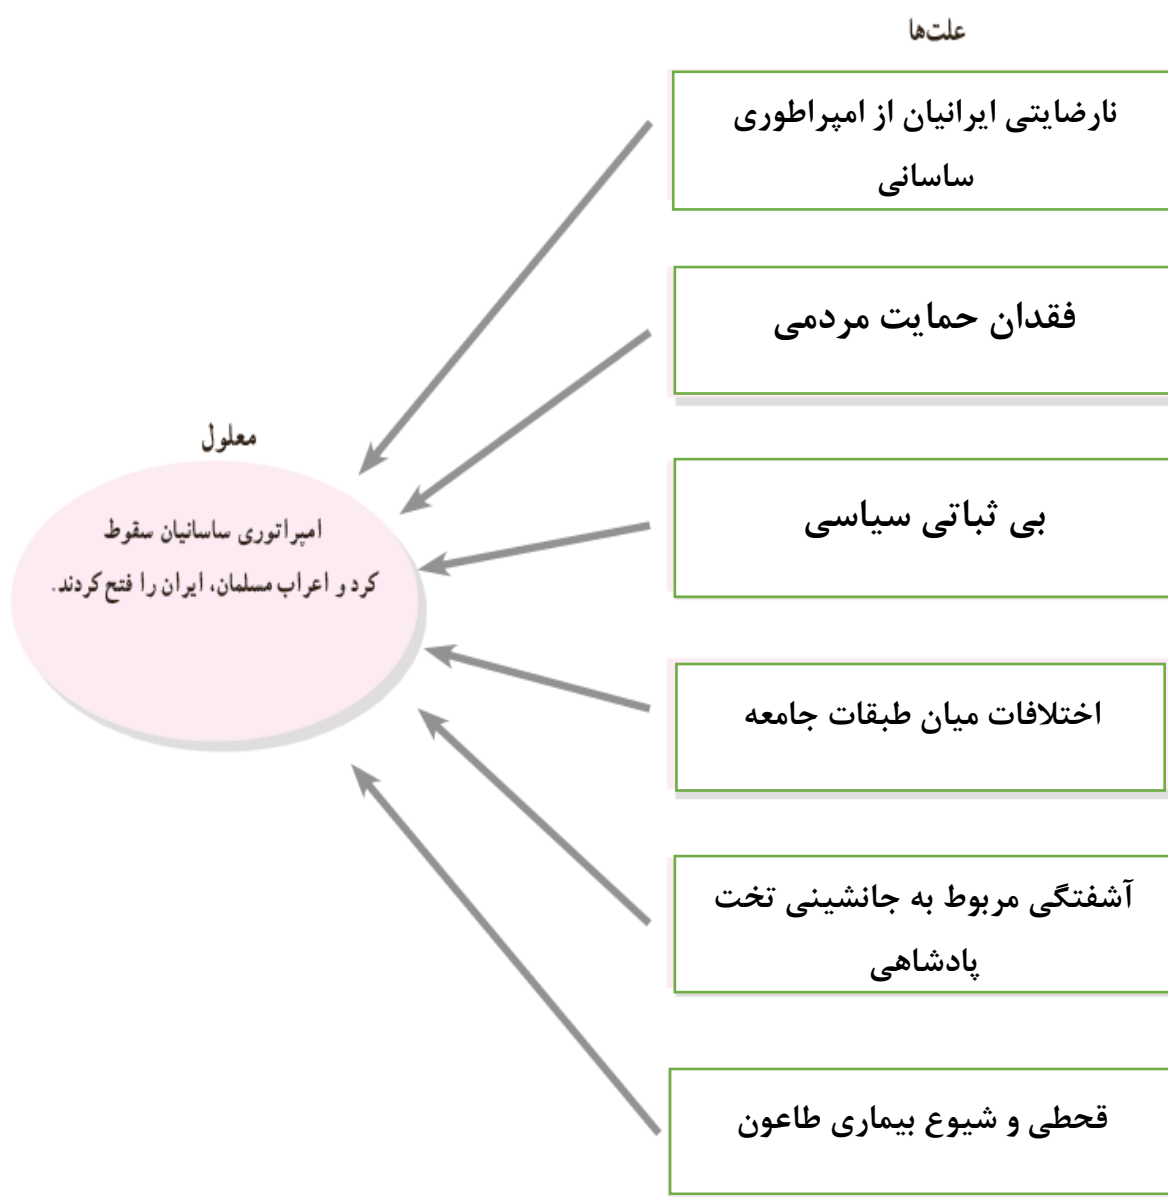 علت‌ها
نارضایتی ایرانیان از امپراطوری
ساسانی
فقدان حمایت مردمی
بی ثباتی سیاسی
اختلافات میان طبقات جامعه
آشفتگی مربوط به جانشینی تخت
پادشاهی
قحطی و شیوع بیماری طاعون
معلول
امپراتوری ساسانیان سقوط
کرد و اعراب مسلمان، ایران را فتح کردند.